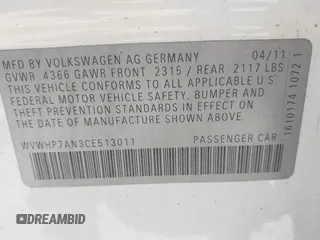 MFD BY VOLKSWAGEN AG GERMANY 04/11
GVWR 4366 GAWR FRONT 2315 / REAR 2117 LBS
THIS VEHICLE CONFORMS TO ALL APPLICABLE
FEDERAL MOTOR VEHICLE SAFETY, BUMPER AND
THEFT PREVENTION STANDARDS IN EFFECT ON
THE DATE OF MANUFACTURE SHOWN ABOVE.
WVWHP7AN3CE513011 PASSENGER CAR
1610174 1072 1
WREKBID